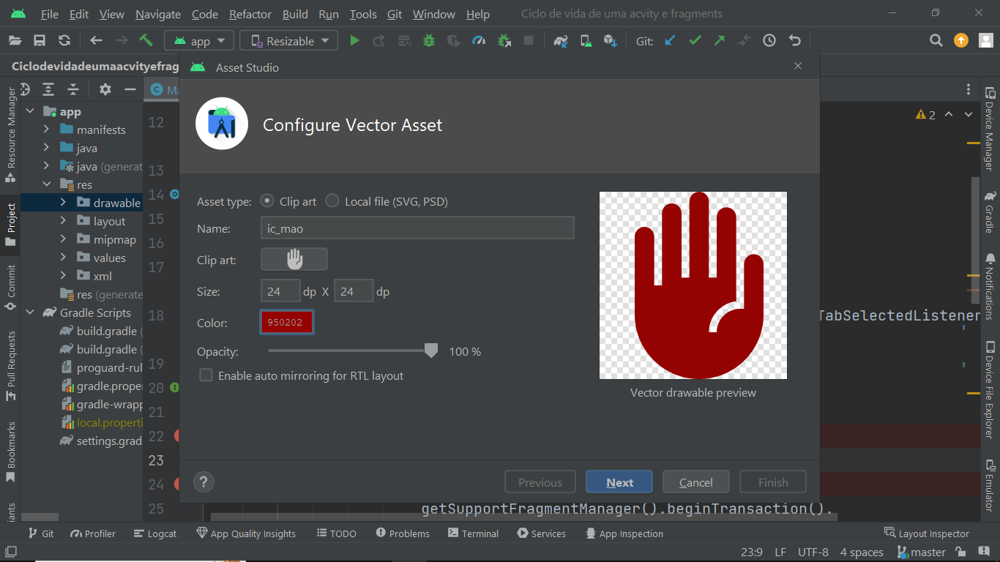 File Edit View Navigate Code Refactor Build Run Tools Git Window Help Ciclo de vida de uma acvity e fragments
app Resizable Git:
Ciclodevidadeumaacvityefrag
Asset Studio
Configure Vector Asset
Asset type: Clip art Local file (SVG, PSD)
Name: ic_mao
Clip art:
Size: 24 dp X 24 dp
Color: 950202
Opacity: 100 %
Enable auto mirroring for RTL layout
Vector drawable preview
? Previous Next Cancel Finish
Resource Manager
Project
Commit
Pull Requests
Bookmarks
iants
app
manifests
java
java (generat
res
drawable
layout
mipmap
values
xml
res (generate
Gradle Scripts
build.gradle (
build.gradle (
proguard-rul
gradle.prope
gradle-wrapp
local.properti
settings.grad
C Ma
12
13
14
15
16
17
18
19
20
21
22
23
24
25
2
TabSelectedListener
getSupportFragmentManager().beginTransaction().
Device Manager
Gradle
Notifications
Device File Explorer
Emulator
Git Profiler Logcat App Quality Insights TODO Problems Terminal Services App Inspection Layout Inspector
23:9 LF UTF-8 4 spaces master